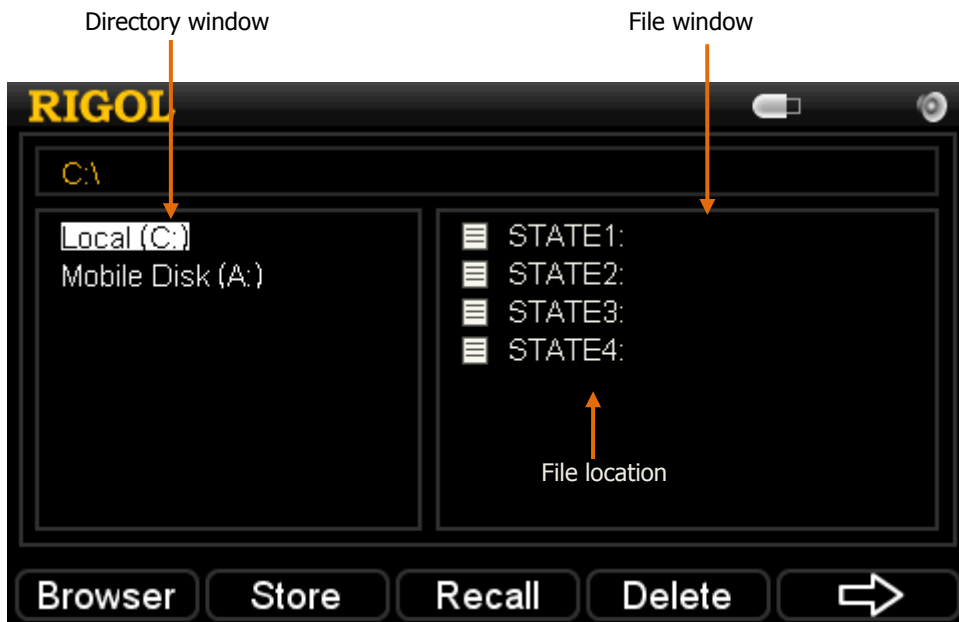 Directory window
File window
RIGOL
C:\
Local (C:)
Mobile Disk (A:)
STATE1:
STATE2:
STATE3:
STATE4:
File location
Browser
Store
Recall
Delete